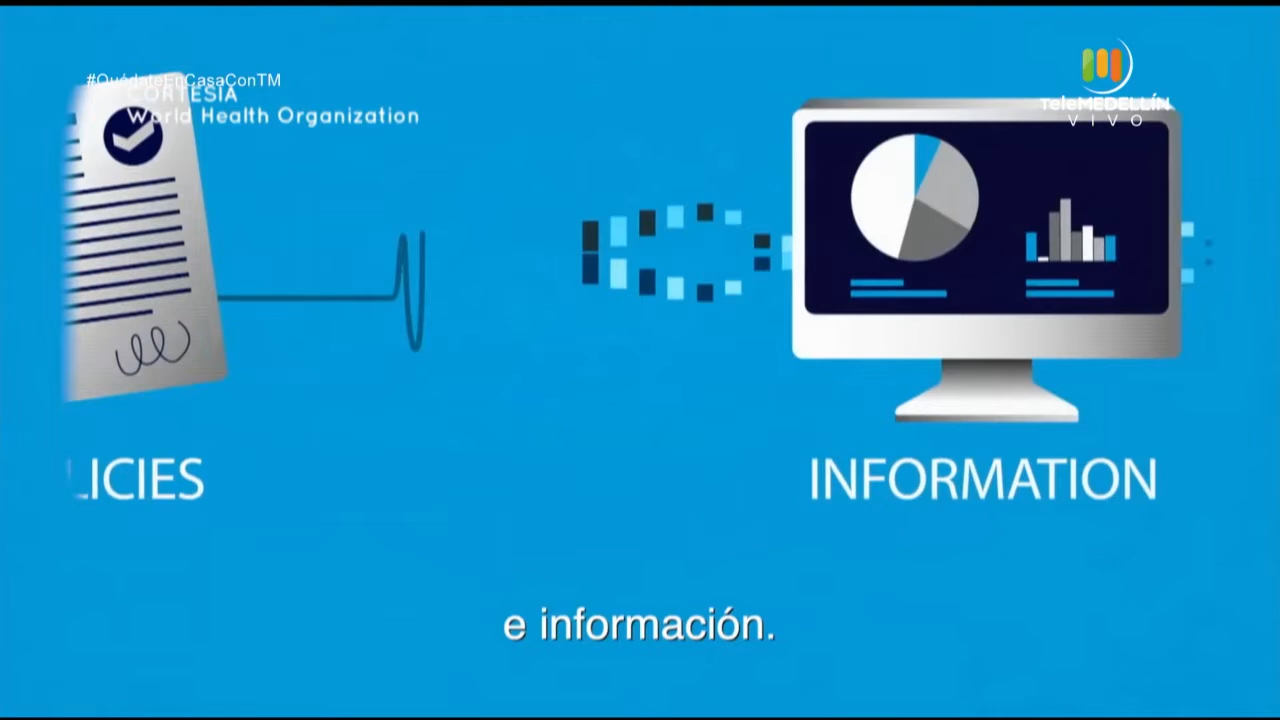 #QuédateEnCasaConTM
CORTESÍA
World Health Organization
TeleMEDELLÍN
VIVO
LICIES
INFORMATION
e información.